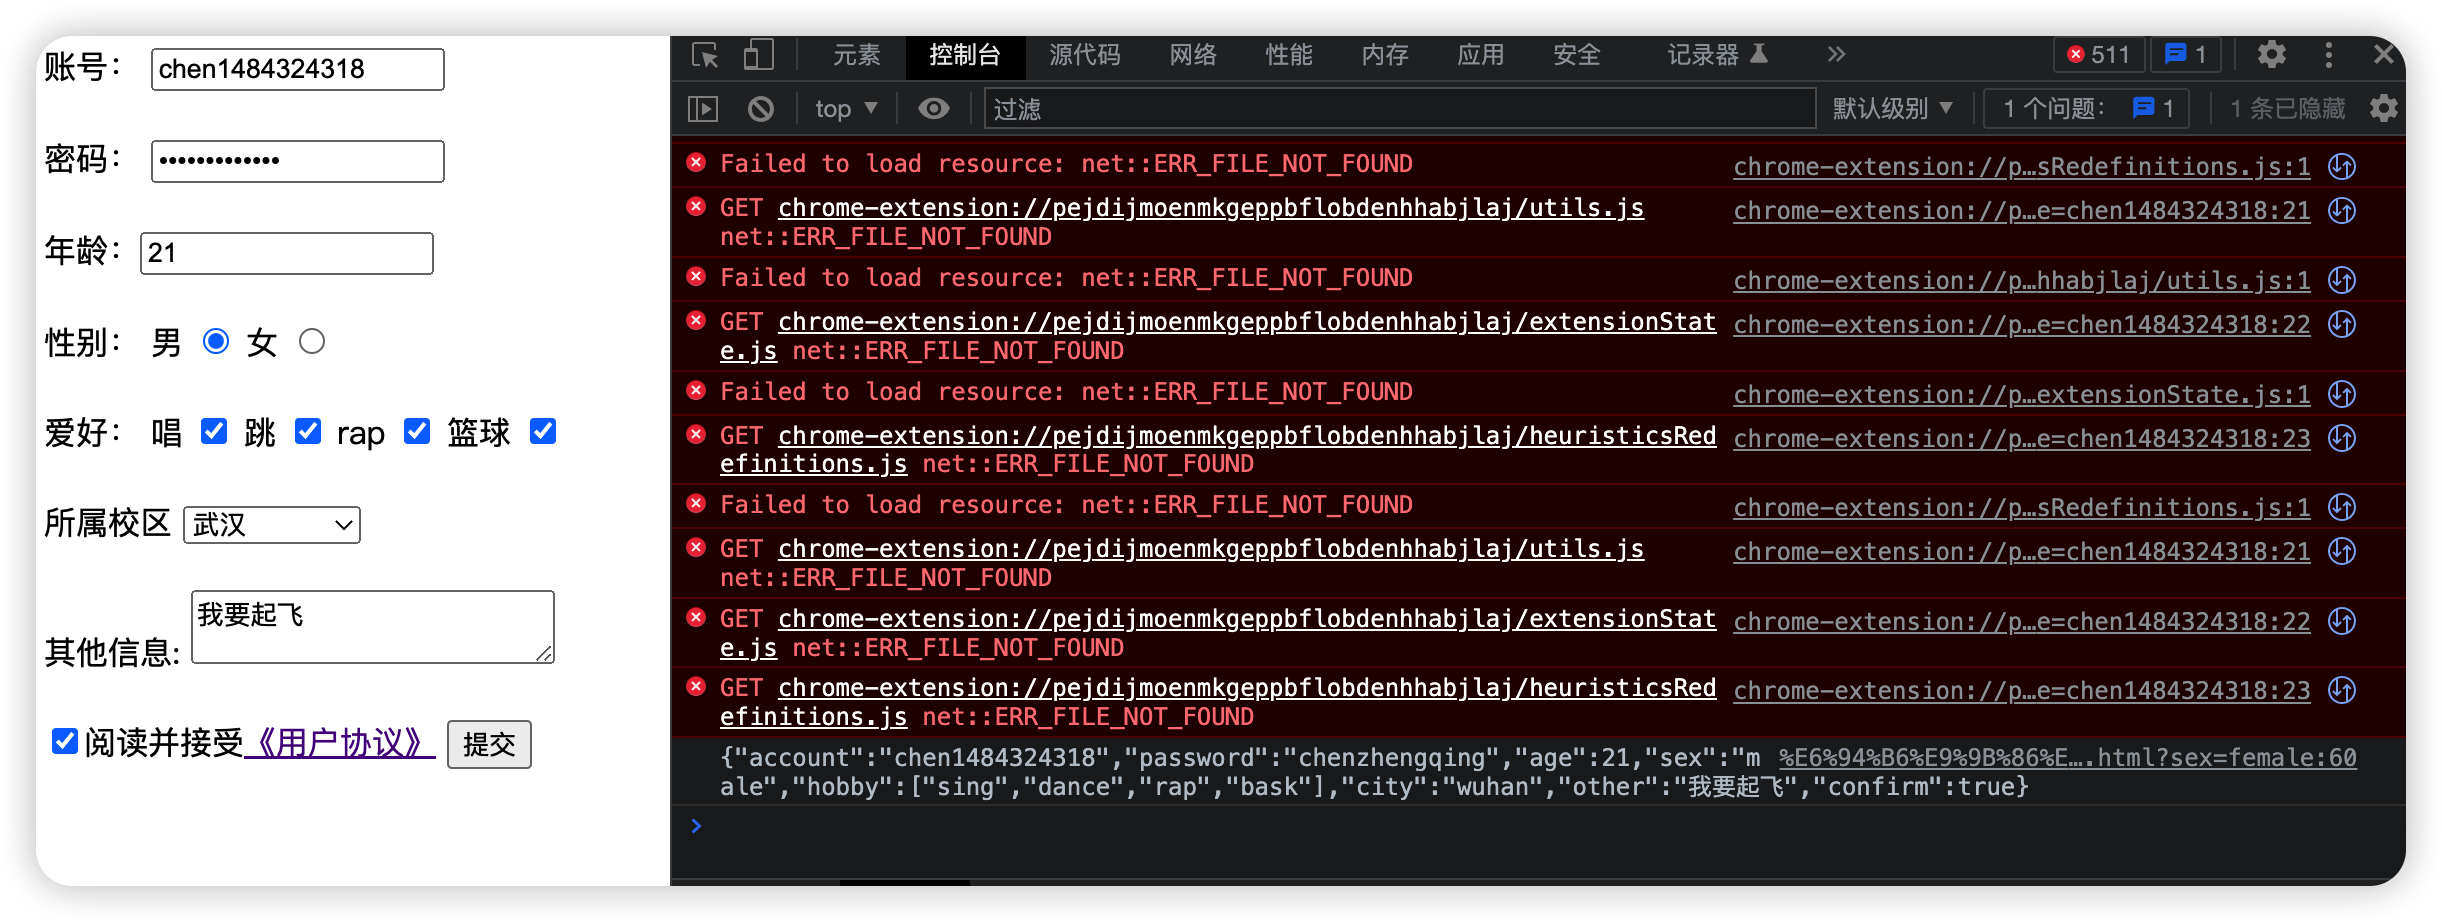 账号： chen1484324318
密码： •••••••••••••
年龄： 21
性别： 男 女
爱好： 唱 跳 rap 篮球
所属校区 武汉
其他信息: 我要起飞
阅读并接受《用户协议》 提交
元素 控制台 源代码 网络 性能 内存 应用 安全 记录器 511 1
top 过滤 默认级别 1 个问题： 1 1 条已隐藏
Failed to load resource: net::ERR_FILE_NOT_FOUND chrome-extension://p…sRedefinitions.js:1
GET chrome-extension://pejdijmoenmkgeppbflobdenhhabjlaj/utils.js chrome-extension://p…e=chen1484324318:21
net::ERR_FILE_NOT_FOUND
Failed to load resource: net::ERR_FILE_NOT_FOUND chrome-extension://p…hhabjlaj/utils.js:1
GET chrome-extension://pejdijmoenmkgeppbflobdenhhabjlaj/extensionStat chrome-extension://p…e=chen1484324318:22
e.js net::ERR_FILE_NOT_FOUND
Failed to load resource: net::ERR_FILE_NOT_FOUND chrome-extension://p…extensionState.js:1
GET chrome-extension://pejdijmoenmkgeppbflobdenhhabjlaj/heuristicsRed chrome-extension://p…e=chen1484324318:23
efinitions.js net::ERR_FILE_NOT_FOUND
Failed to load resource: net::ERR_FILE_NOT_FOUND chrome-extension://p…sRedefinitions.js:1
GET chrome-extension://pejdijmoenmkgeppbflobdenhhabjlaj/utils.js chrome-extension://p…e=chen1484324318:21
net::ERR_FILE_NOT_FOUND
GET chrome-extension://pejdijmoenmkgeppbflobdenhhabjlaj/extensionStat chrome-extension://p…e=chen1484324318:22
e.js net::ERR_FILE_NOT_FOUND
GET chrome-extension://pejdijmoenmkgeppbflobdenhhabjlaj/heuristicsRed chrome-extension://p…e=chen1484324318:23
efinitions.js net::ERR_FILE_NOT_FOUND
{"account":"chen1484324318","password":"chenzhengqing","age":21,"sex":"m %E6%94%B6%E9%9B%86%E….html?sex=female:60
ale","hobby":["sing","dance","rap","bask"],"city":"wuhan","other":"我要起飞","confirm":true}